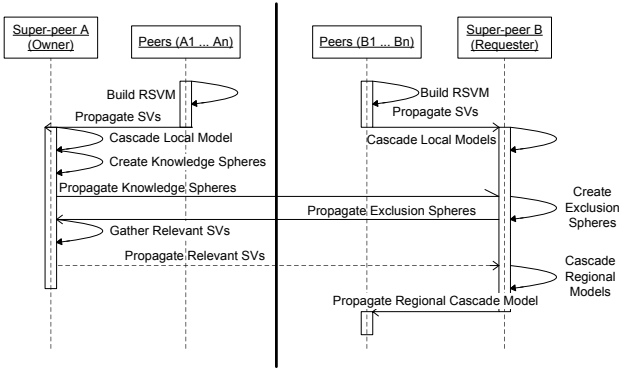 Super-peer A
(Owner)
Peers (A1 ... An)
Peers (B1 ... Bn)
Super-peer B
(Requester)
Build RSVM
Build RSVM
Propagate SVs
Propagate SVs
Cascade Local Model
Cascade Local Models
Create Knowledge Spheres
Propagate Knowledge Spheres
Create
Exclusion
Spheres
Propagate Exclusion Spheres
Gather Relevant SVs
Propagate Relevant SVs
Cascade
Regional
Models
Propagate Regional Cascade Model